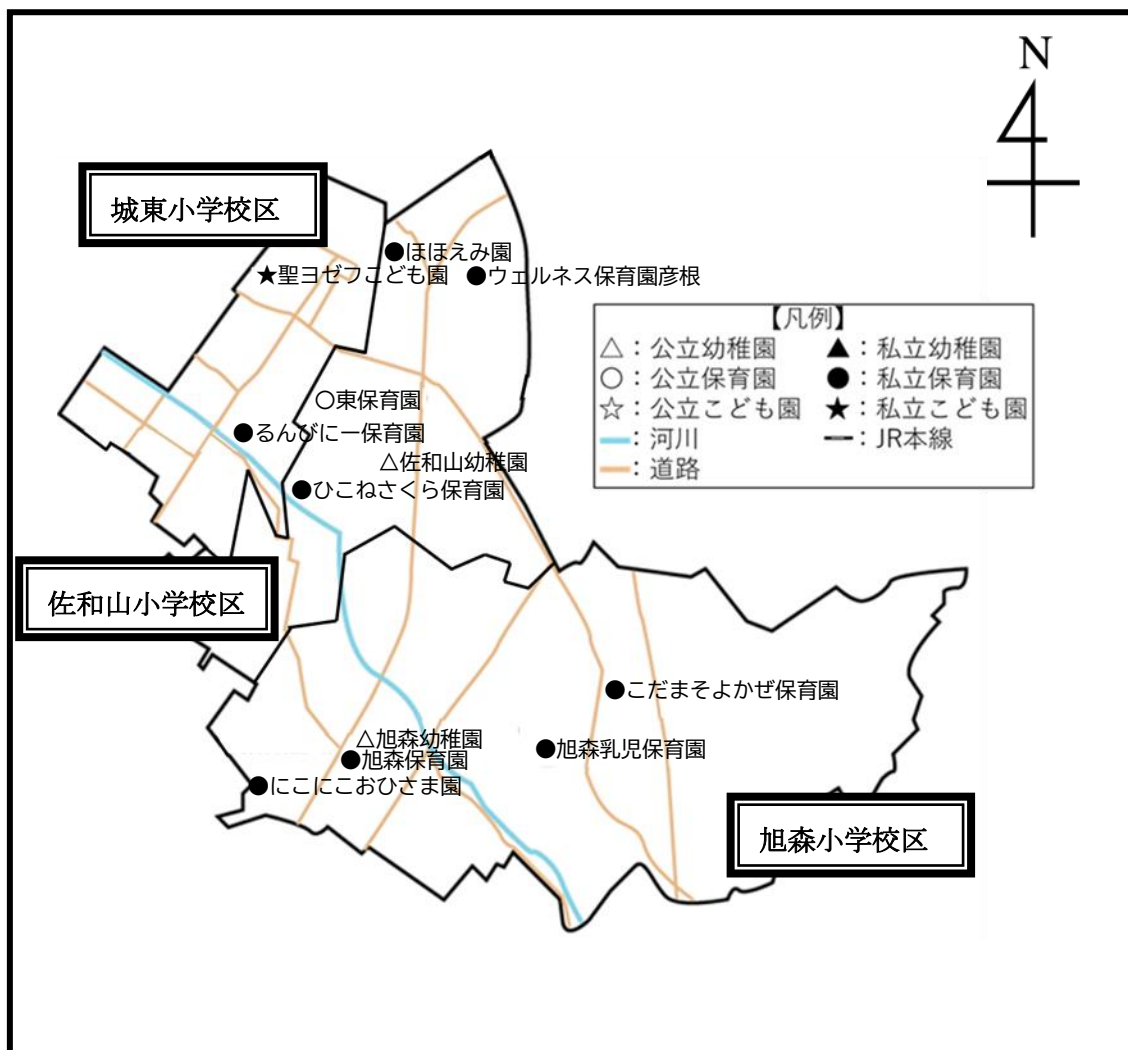 N
城東小学校区
●ほほえみ園
★聖ヨゼフこども園 ●ウェルネス保育園彦根
【凡例】
△：公立幼稚園 ▲：私立幼稚園
○：公立保育園 ●：私立保育園
☆：公立こども園 ★：私立こども園
：河川 ：JR本線
：道路
○東保育園
●るんびにー保育園
△佐和山幼稚園
●ひこねさくら保育園
佐和山小学校区
●こだまそよかぜ保育園
△旭森幼稚園
●旭森保育園
●旭森乳児保育園
●にこにこおひさま園
旭森小学校区